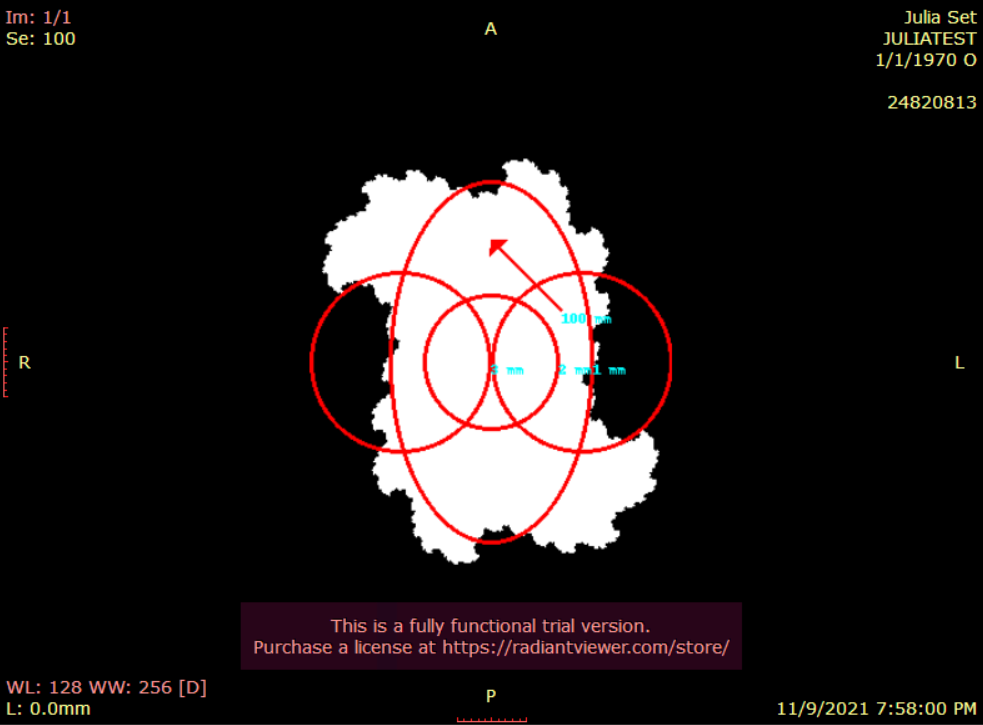 Im: 1/1
Se: 100
A
Julia Set
JULIATEST
1/1/1970 O
24820813
100 mm
R
L
3 mm
2 mm
1 mm
This is a fully functional trial version.
Purchase a license at https://radiantviewer.com/store/
WL: 128 WW: 256 [D]
L: 0.0mm
P
11/9/2021 7:58:00 PM